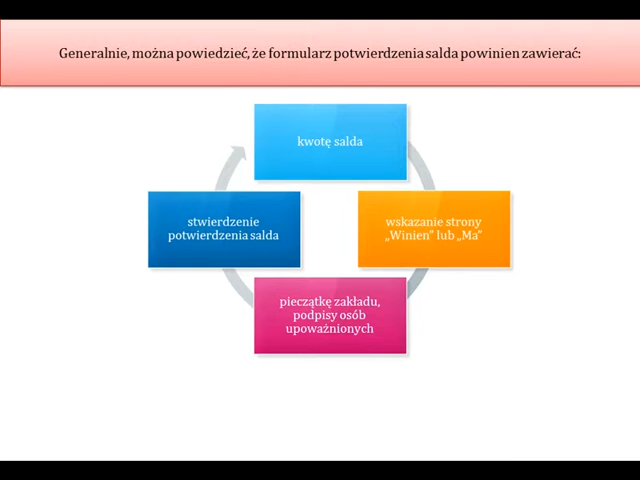 Generalnie, można powiedzieć, że formularz potwierdzenia salda powinien zawierać:
kwotę salda
wskazanie strony
„Winien” lub „Ma”
pieczątkę zakładu,
podpisy osób
upoważnionych
stwierdzenie
potwierdzenia salda